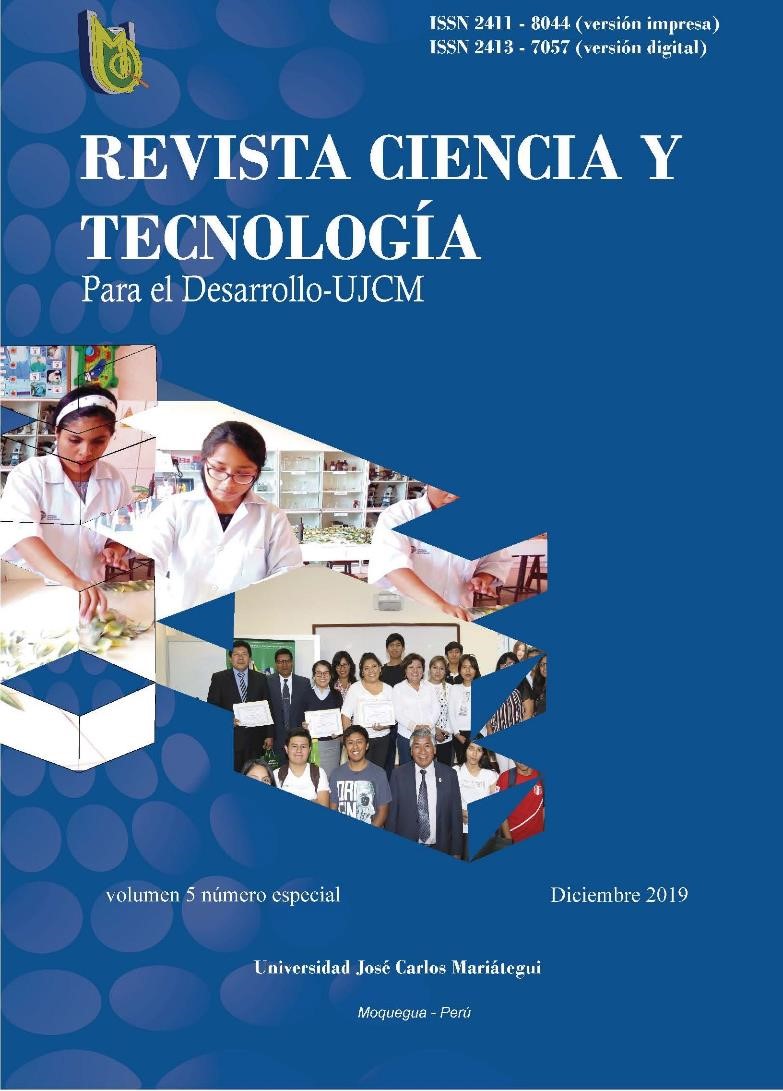 ISSN 2411 - 8044 (versión impresa)
ISSN 2413 - 7057 (versión digital)
REVISTA CIENCIA Y
TECNOLOGÍA
Para el Desarrollo-UJCM
volumen 5 número especial
Diciembre 2019
Universidad José Carlos Mariátegui
Moquegua - Perú